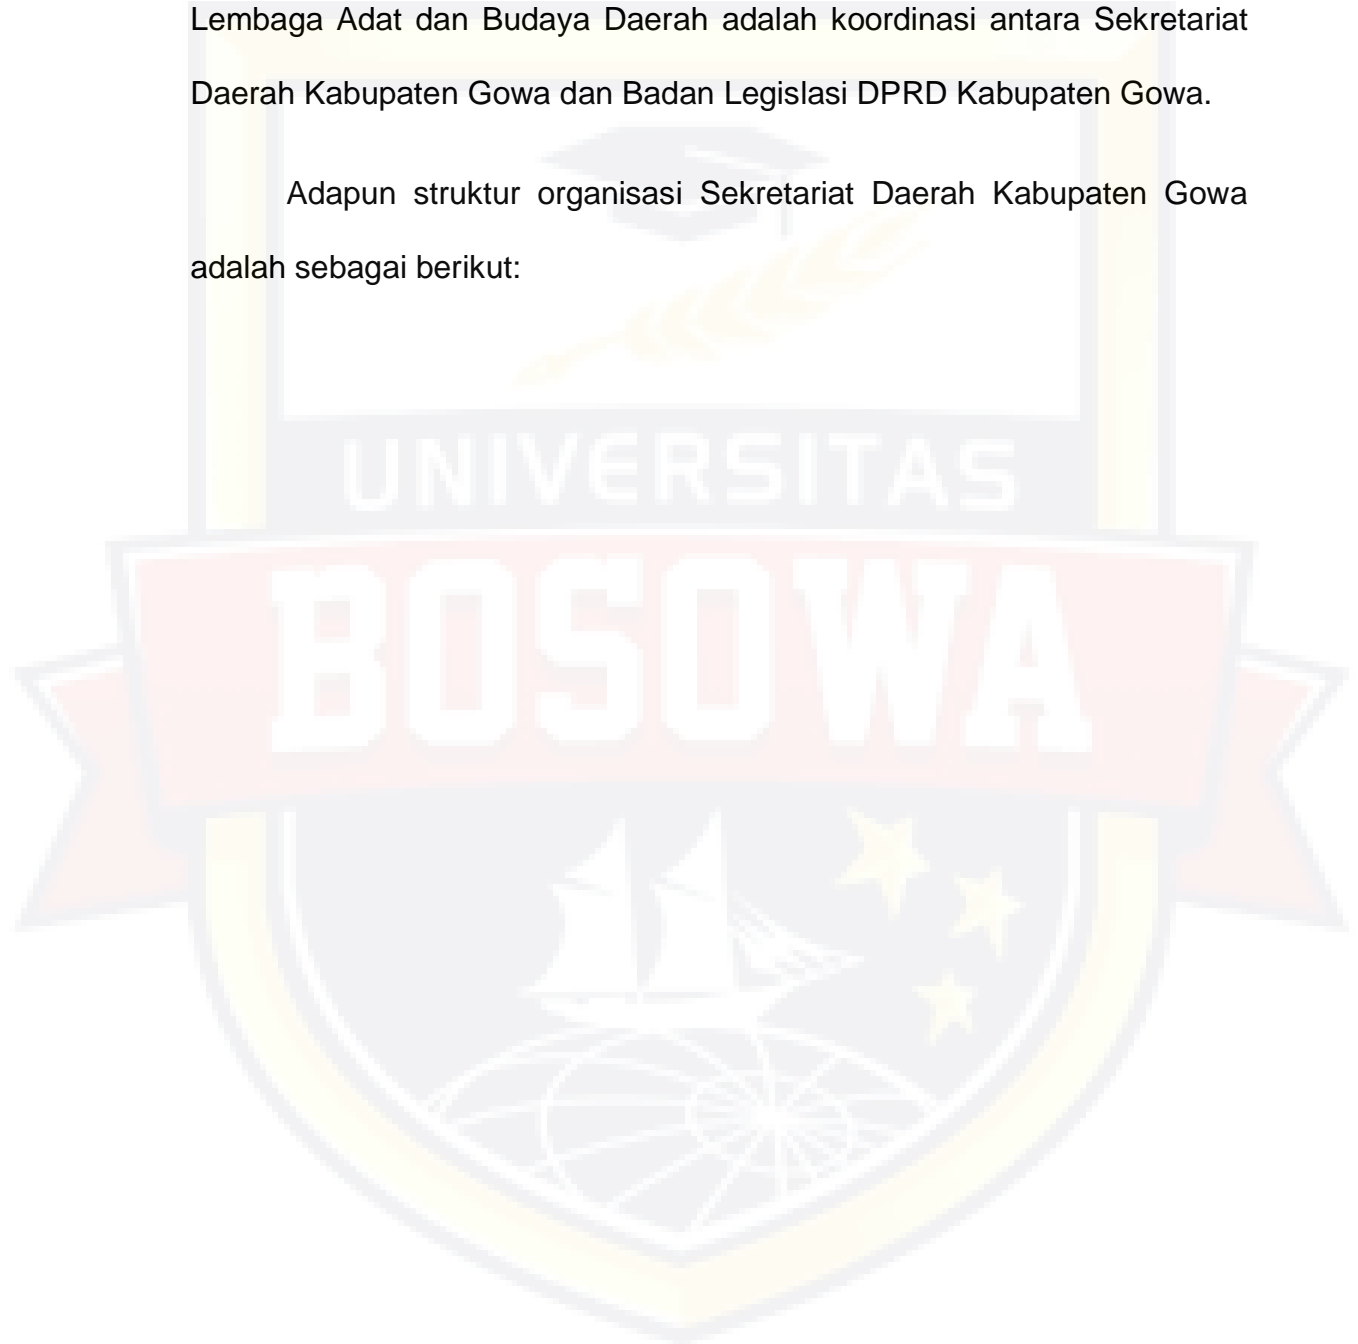 Lembaga Adat dan Budaya Daerah adalah koordinasi antara Sekretariat
Daerah Kabupaten Gowa dan Badan Legislasi DPRD Kabupaten Gowa.
Adapun struktur organisasi Sekretariat Daerah Kabupaten Gowa
adalah sebagai berikut:
UNIVERSITAS
BOSOWA